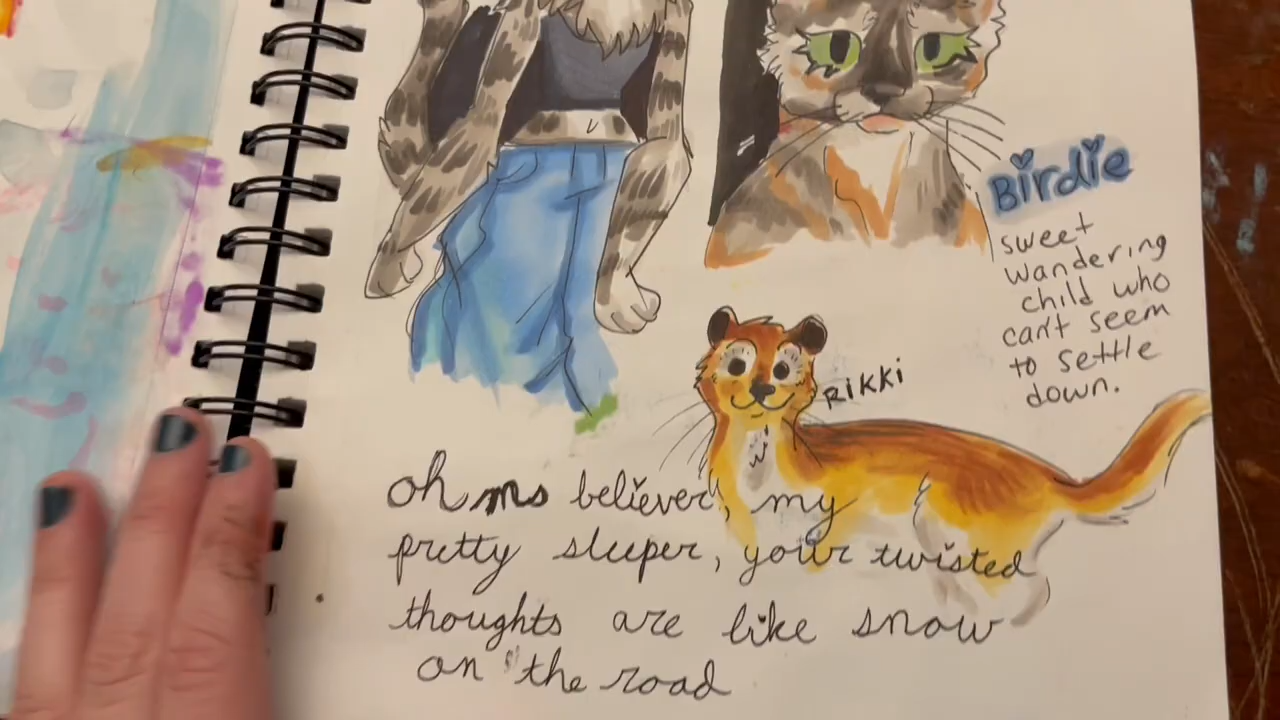 Birdie
sweet
wandering
child who
can't seem
to settle
down.
RIKKI
oh ms believer, my
pretty sleeper, your twisted
thoughts are like snow
on the road